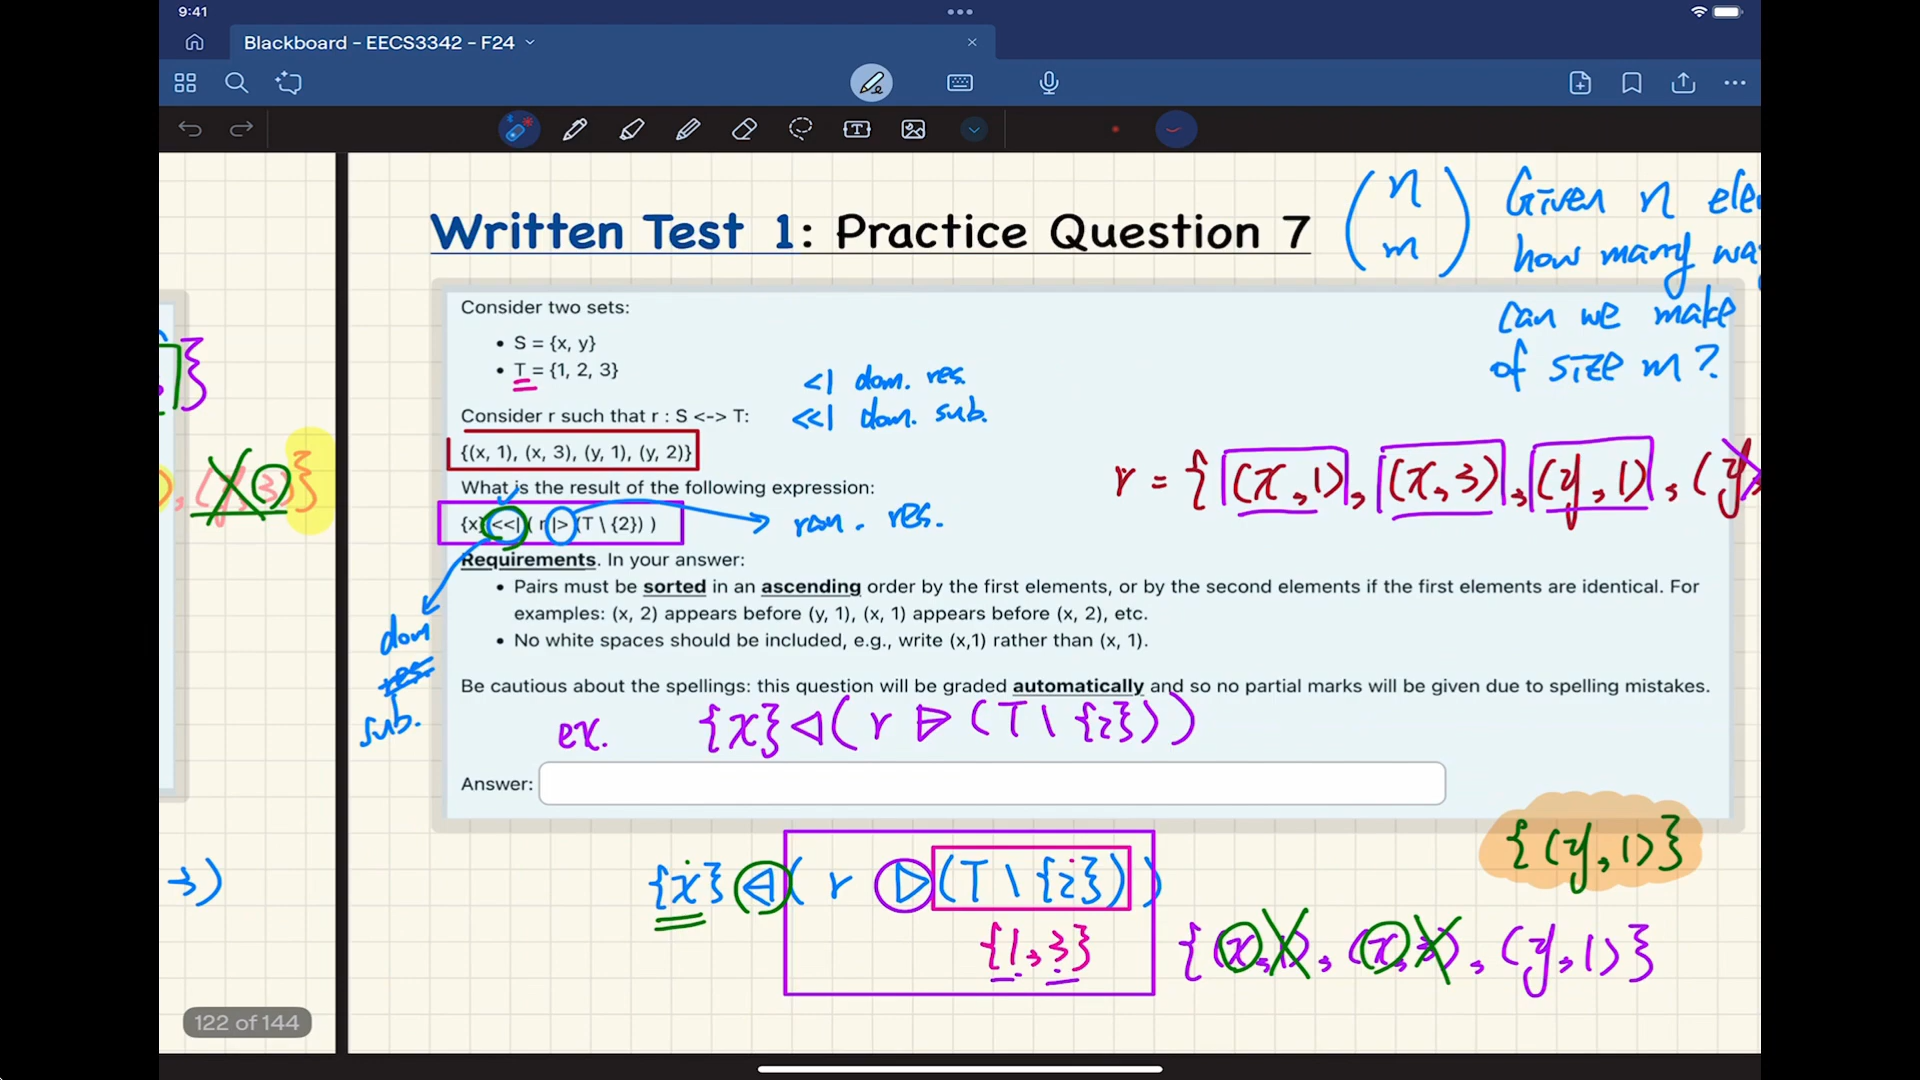 9:41
Blackboard - EECS3342 - F24
Written Test 1: Practice Question 7
(n m) Given n
how many
can we make
of size m?
Consider two sets:
• S = {x, y}
• T = {1, 2, 3}
<| dom. res.
<<| dom. sub.
Consider r such that r : S <-> T:
{(x, 1), (x, 3), (y, 1), (y, 2)}
r = { (x,1), (x,3), (y,1), (y,
What is the result of the following expression:
{x} <<| ( r |> (T \ {2}) )
ran. res.
Requirements. In your answer:
• Pairs must be sorted in an ascending order by the first elements, or by the second elements if the first elements are identical. For
examples: (x, 2) appears before (y, 1), (x, 1) appears before (x, 2), etc.
• No white spaces should be included, e.g., write (x,1) rather than (x, 1).
dom
res.
sub.
Be cautious about the spellings: this question will be graded automatically and so no partial marks will be given due to spelling mistakes.
ex. {x} ◁ ( r ▷ (T \ {2}))
Answer:
{(y,1)}
{x} ⩤ ( r ▷ (T \ {2}) )
{1,3}
{(x,1), (x,3), (y,1)}
122 of 144